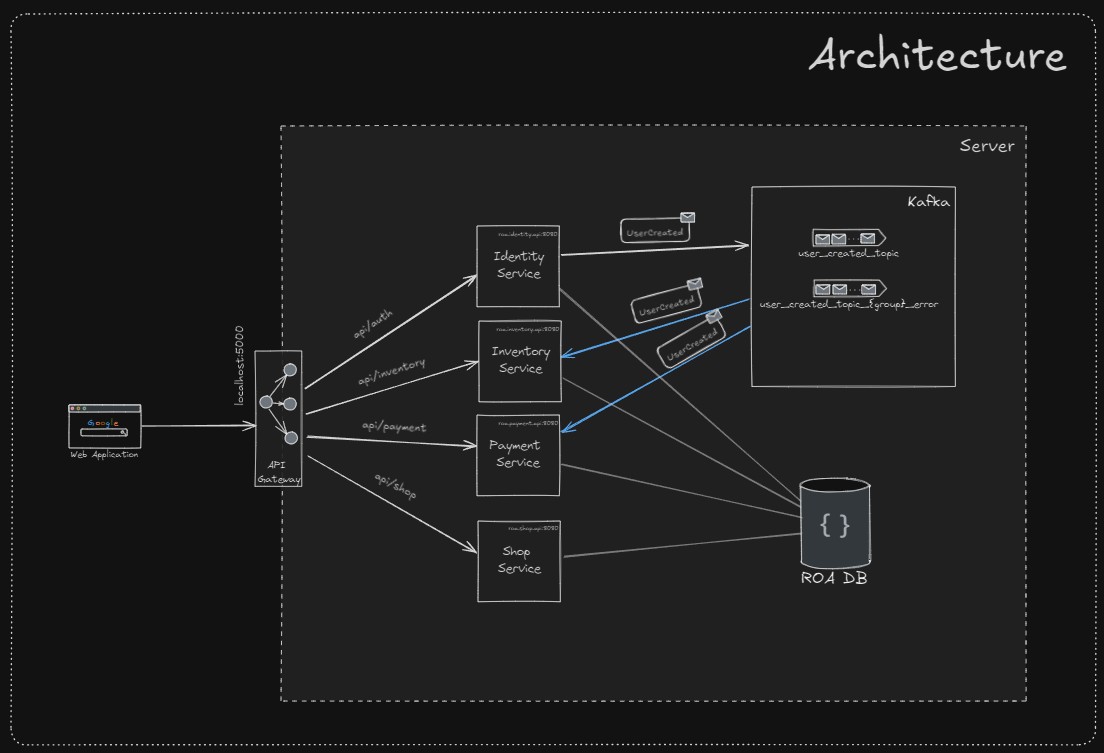 Architecture
Server
Kafka
user_created_topic
user_created_topic_{group}_error
UserCreated
UserCreated
UserCreated
roa.identity.api:8080
Identity
Service
roa.inventory.api:8080
Inventory
Service
roa.payment.api:8080
Payment
Service
roa.shop.api:8080
Shop
Service
api/auth
api/inventory
api/payment
api/shop
localhost:5000
API
Gateway
Google
Web Application
{ }
ROA DB